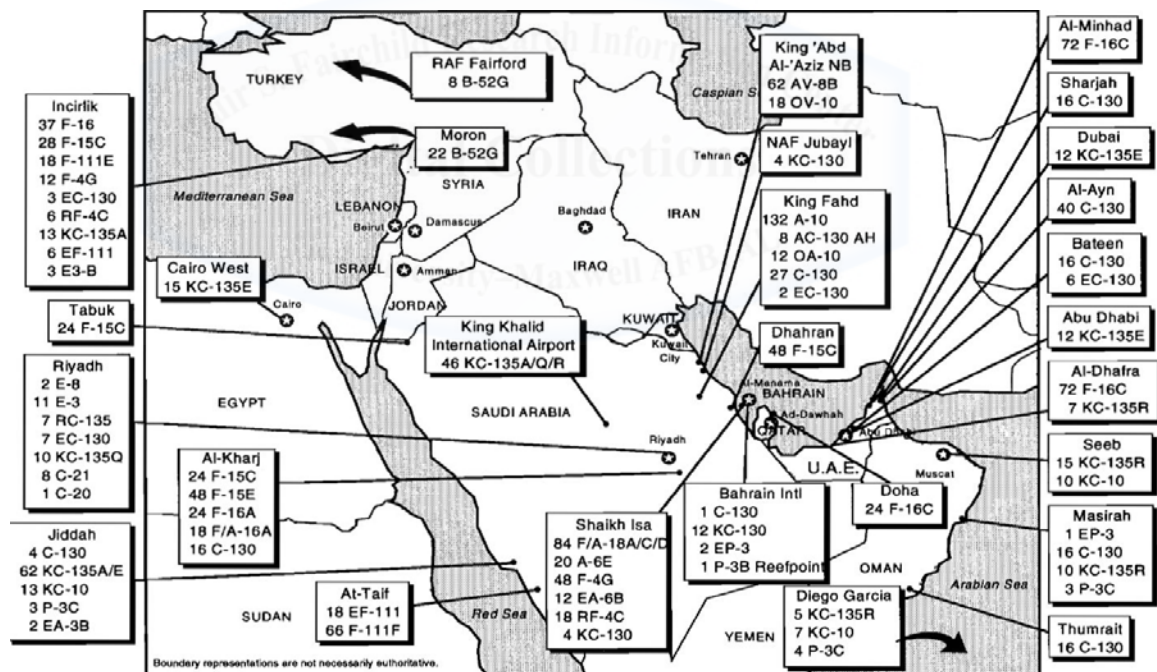 TURKEY
RAF Fairford
8 B-52G
Moron
22 B-52G
Incirlik
37 F-16
28 F-15C
18 F-111E
12 F-4G
3 EC-130
6 RF-4C
13 KC-135A
6 EF-111
3 E3-B
Mediterranean Sea
Caspian
Tehran
SYRIA
LEBANON
Beirut
Damascus
Baghdad
IRAN
IRAQ
ISRAEL
Amman
JORDAN
Cairo West
15 KC-135E
Cairo
Tabuk
24 F-15C
King Khalid
International Airport
46 KC-135A/Q/R
KUWAIT
Kuwait
City
King 'Abd
Al-'Aziz NB
62 AV-8B
18 OV-10
NAF Jubayl
4 KC-130
King Fahd
132 A-10
8 AC-130 AH
12 OA-10
27 C-130
2 EC-130
Dhahran
48 F-15C
Al-Manama
BAHRAIN
Ad-Dawhah
QATAR
Abu Dhabi
U.A.E.
Muscat
Al-Minhad
72 F-16C
Sharjah
16 C-130
Dubai
12 KC-135E
Al-Ayn
40 C-130
Bateen
16 C-130
6 EC-130
Abu Dhabi
12 KC-135E
Al-Dhafra
72 F-16C
7 KC-135R
Seeb
15 KC-135R
10 KC-10
Masirah
1 EP-3
16 C-130
10 KC-135R
3 P-3C
Thumrait
16 C-130
Riyadh
2 E-8
11 E-3
7 RC-135
7 EC-130
10 KC-135Q
8 C-21
1 C-20
EGYPT
SAUDI ARABIA
Riyadh
Al-Kharj
24 F-15C
48 F-15E
24 F-16A
18 F/A-16A
16 C-130
Jiddah
4 C-130
62 KC-135A/E
13 KC-10
3 P-3C
2 EA-3B
SUDAN
At-Taif
18 EF-111
66 F-111F
Red Sea
Shaikh Isa
84 F/A-18A/C/D
20 A-6E
48 F-4G
12 EA-6B
18 RF-4C
4 KC-130
Bahrain Intl
1 C-130
12 KC-130
2 EP-3
1 P-3B Reefpoint
Doha
24 F-16C
OMAN
Arabian Sea
YEMEN
Diego Garcia
5 KC-135R
7 KC-10
4 P-3C
Boundary representations are not necessarily euthoritative.